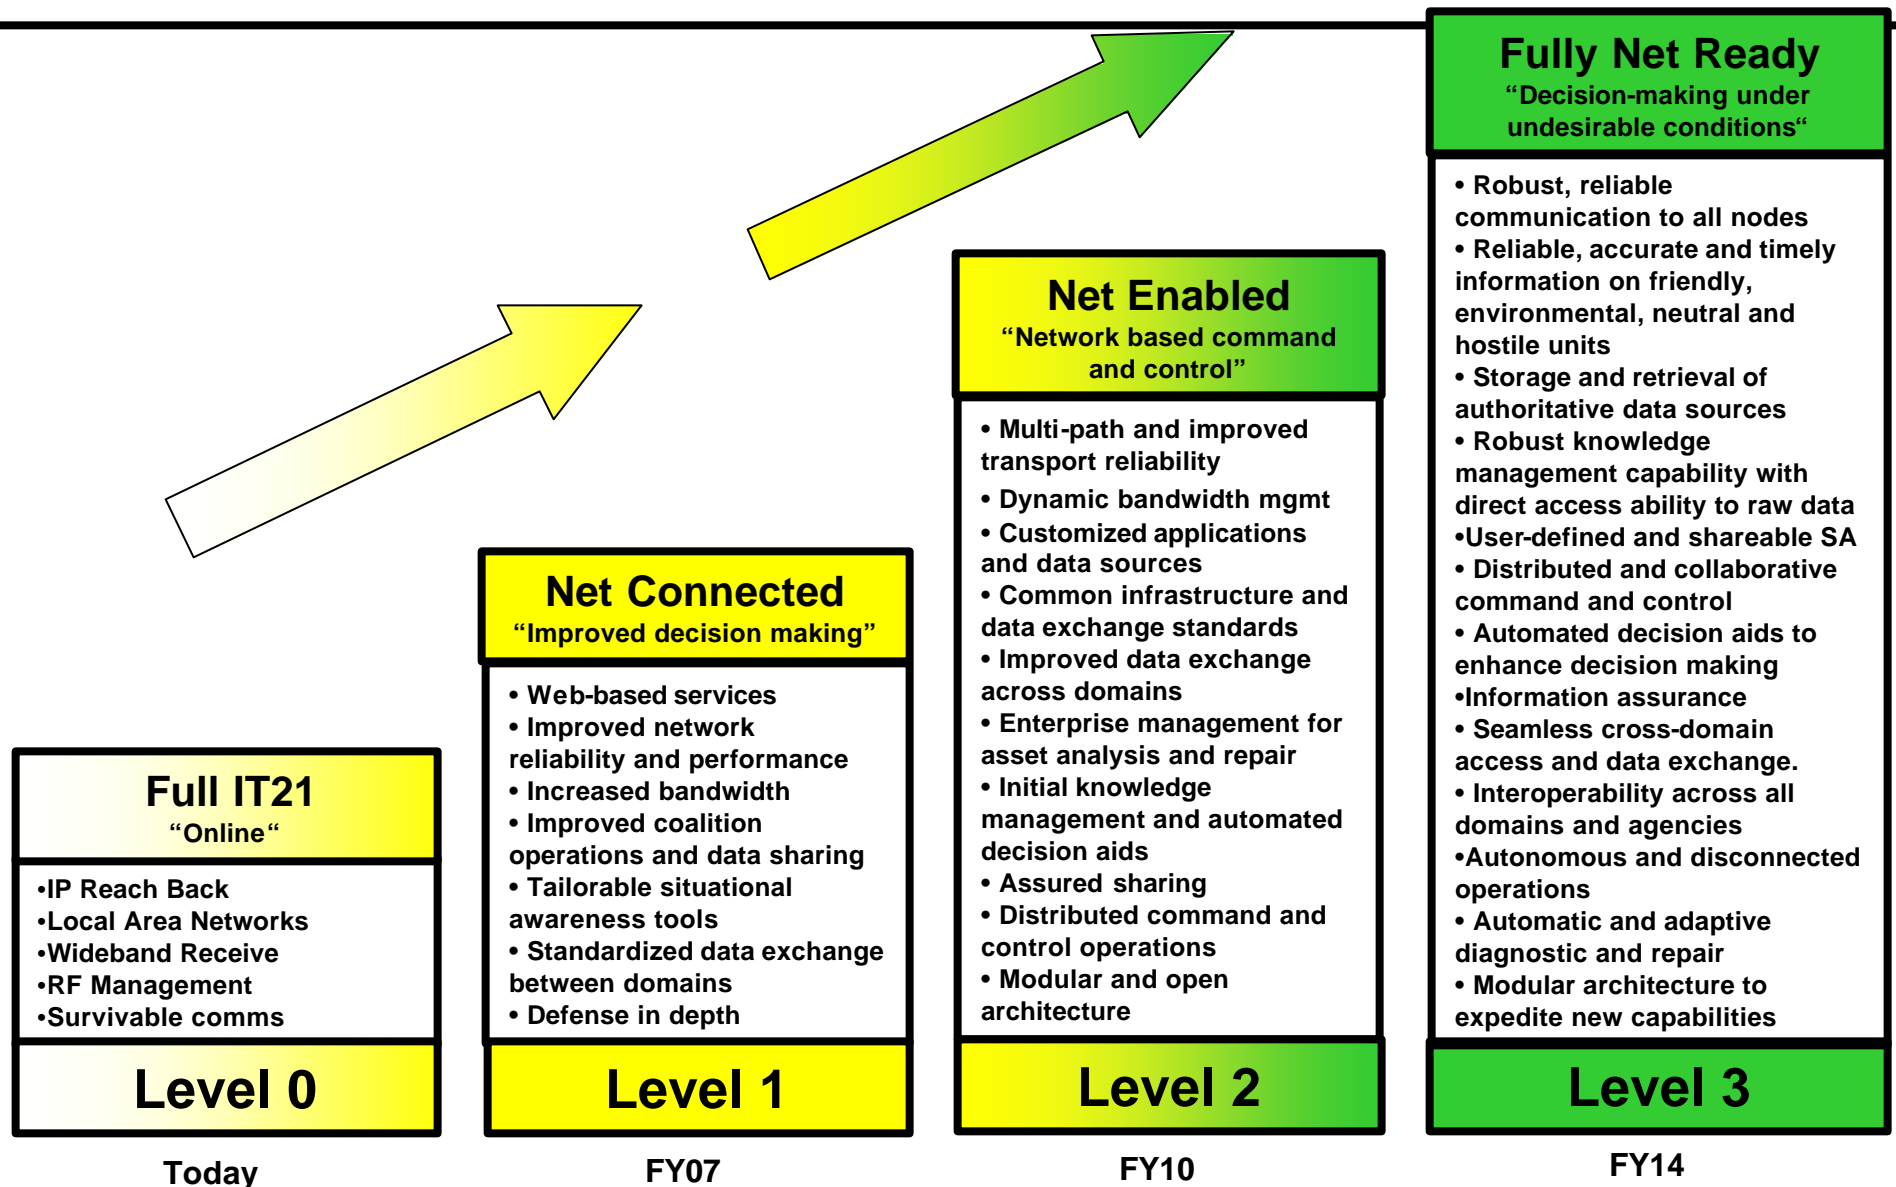 Full IT21
“Online“
•IP Reach Back
•Local Area Networks
•Wideband Receive
•RF Management
•Survivable comms
Level 0
Today
Net Connected
“Improved decision making”
• Web-based services
• Improved network
reliability and performance
• Increased bandwidth
• Improved coalition
operations and data sharing
• Tailorable situational
awareness tools
• Standardized data exchange
between domains
• Defense in depth
Level 1
FY07
Net Enabled
“Network based command
and control”
• Multi-path and improved
transport reliability
• Dynamic bandwidth mgmt
• Customized applications
and data sources
• Common infrastructure and
data exchange standards
• Improved data exchange
across domains
• Enterprise management for
asset analysis and repair
• Initial knowledge
management and automated
decision aids
• Assured sharing
• Distributed command and
control operations
• Modular and open
architecture
Level 2
FY10
Fully Net Ready
“Decision-making under
undesirable conditions“
• Robust, reliable
communication to all nodes
• Reliable, accurate and timely
information on friendly,
environmental, neutral and
hostile units
• Storage and retrieval of
authoritative data sources
• Robust knowledge
management capability with
direct access ability to raw data
•User-defined and shareable SA
• Distributed and collaborative
command and control
• Automated decision aids to
enhance decision making
•Information assurance
• Seamless cross-domain
access and data exchange.
• Interoperability across all
domains and agencies
•Autonomous and disconnected
operations
• Automatic and adaptive
diagnostic and repair
• Modular architecture to
expedite new capabilities
Level 3
FY14